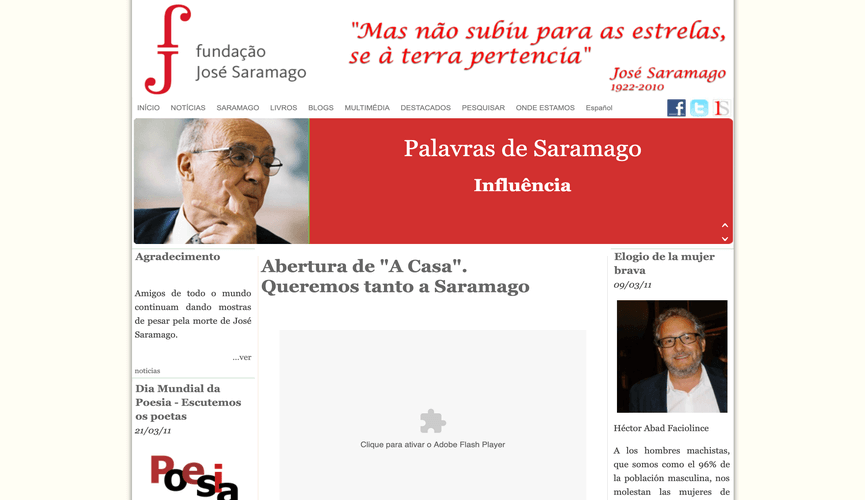 fundação
José Saramago
"Mas não subiu para as estrelas,
se à terra pertencia"
José Saramago
1922-2010
INÍCIO NOTÍCIAS SARAMAGO LIVROS BLOGS MULTIMÉDIA DESTACADOS PESQUISAR ONDE ESTAMOS Español
Palavras de Saramago
Influência
Agradecimento
Amigos de todo o mundo
continuam dando mostras
de pesar pela morte de José
Saramago.
...ver
noticias
Dia Mundial da
Poesia - Escutemos
os poetas
21/03/11
Poesia
Abertura de "A Casa".
Queremos tanto a Saramago
Clique para ativar o Adobe Flash Player
Elogio de la mujer
brava
09/03/11
Héctor Abad Faciolince
A los hombres machistas,
que somos como el 96% de
la población masculina, nos
molestan las mujeres de